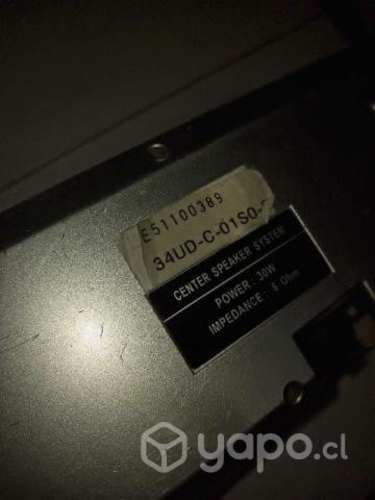 E51100389
34UD-C-01S0-
CENTER SPEAKER SYSTEM
POWER : 30W
IMPEDANCE : 8 Ohm
yapo.cl